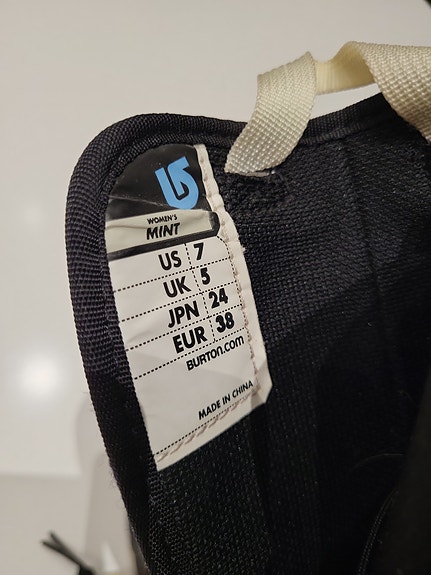 WOMEN'S
MINT
US 7
UK 5
JPN 24
EUR 38
BURTON.COM
MADE IN CHINA